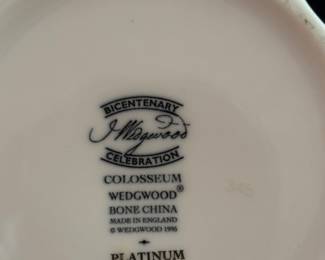 BICENTENARY
J Wedgwood
CELEBRATION
COLOSSEUM
WEDGWOOD®
BONE CHINA
MADE IN ENGLAND
© WEDGWOOD 1996
PLATINUM